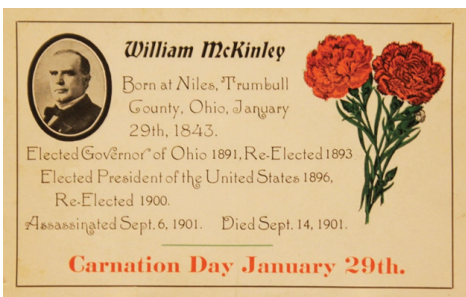 William McKinley
Born at Niles, Trumbull
County, Ohio, January
29th, 1843.
Elected Governor of Ohio 1891, Re-Elected 1893
Elected President of the United States 1896,
Re-Elected 1900.
Assassinated Sept. 6, 1901. Died Sept. 14, 1901.
Carnation Day January 29th.